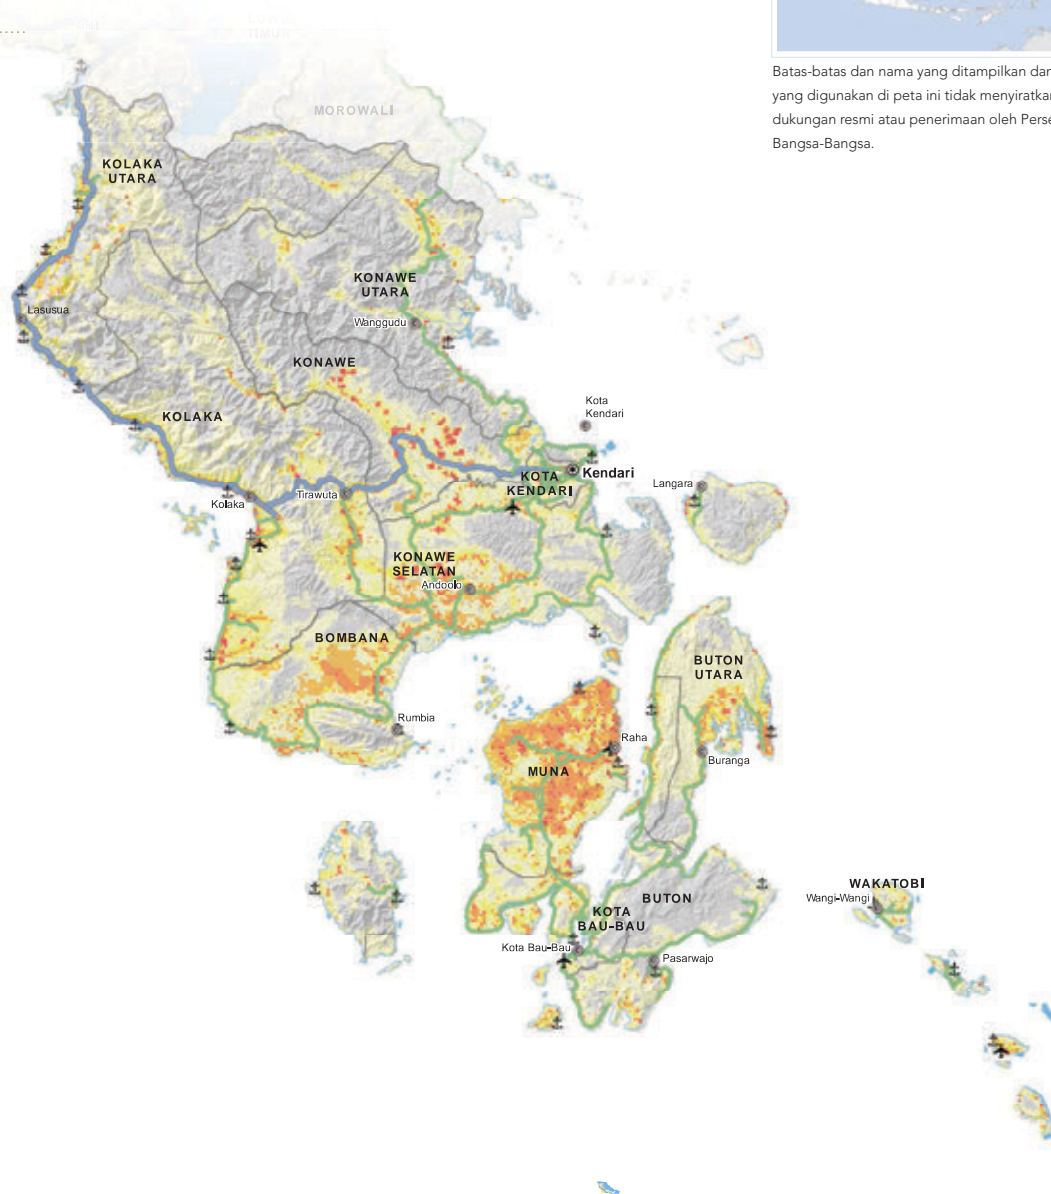 Batas-batas dan nama yang ditampilkan dan
yang digunakan di peta ini tidak menyiratkan
dukungan resmi atau penerimaan oleh Perse
Bangsa-Bangsa.
TIMUR
MOROWALI
KOLAKA
UTARA
KONAWE
UTARA
Lasusua
Wanggudu
KONAWE
KOLAKA
Kota
Kendari
Kendari
KOTA
KENDARI
Langara
Tirawuta
Kolaka
KONAWE
SELATAN
Andoolo
BOMBANA
BUTON
UTARA
Rumbia
Raha
Buranga
MUNA
WAKATOBI
Wangi-Wangi
BUTON
KOTA
BAU-BAU
Kota Bau-Bau
Pasarwajo